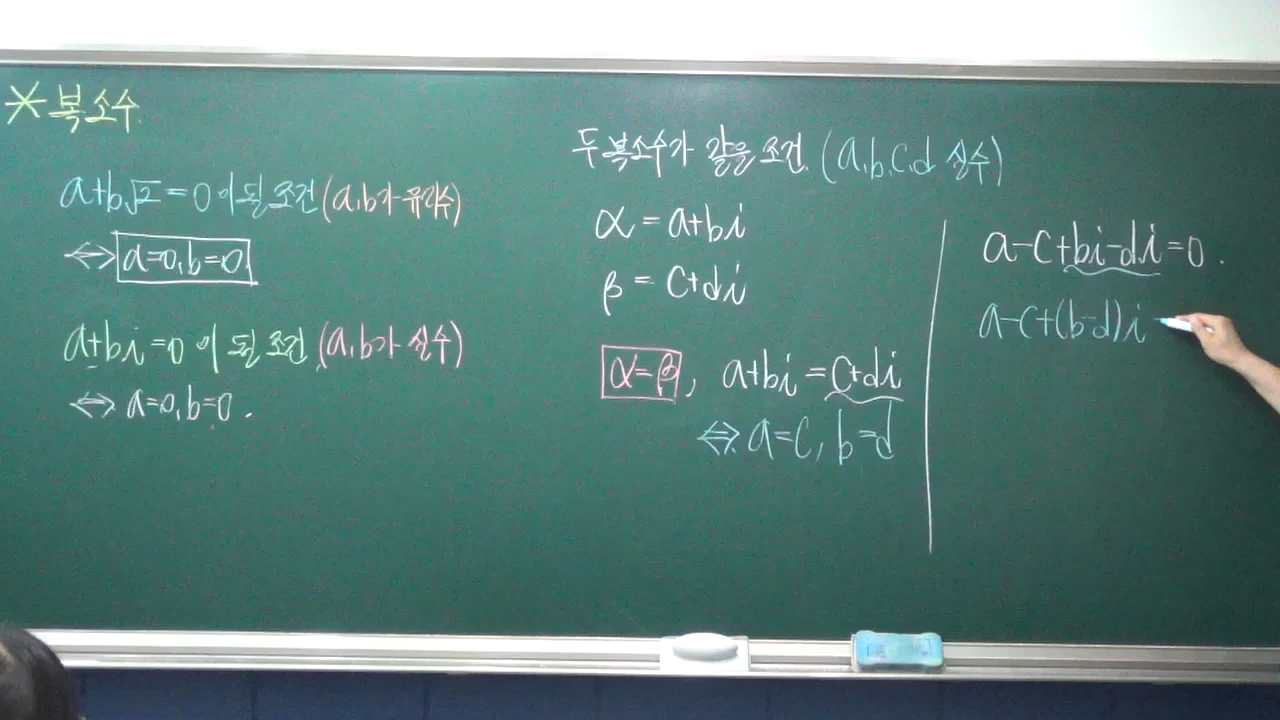 * 복소수
a+b√2=0 이 될 조건 (a,b가 유리수)
⇔ a=0, b=0.
a+bi=0 이 될 조건 (a,b가 실수)
⇔ a=0, b=0.
두 복소수가 같을 조건. (a,b,c,d 실수)
α = a+bi
β = c+di
α=β, a+bi = c+di
⇔ a=c, b=d
a-c+bi-di=0.
a-c+(b-d)i